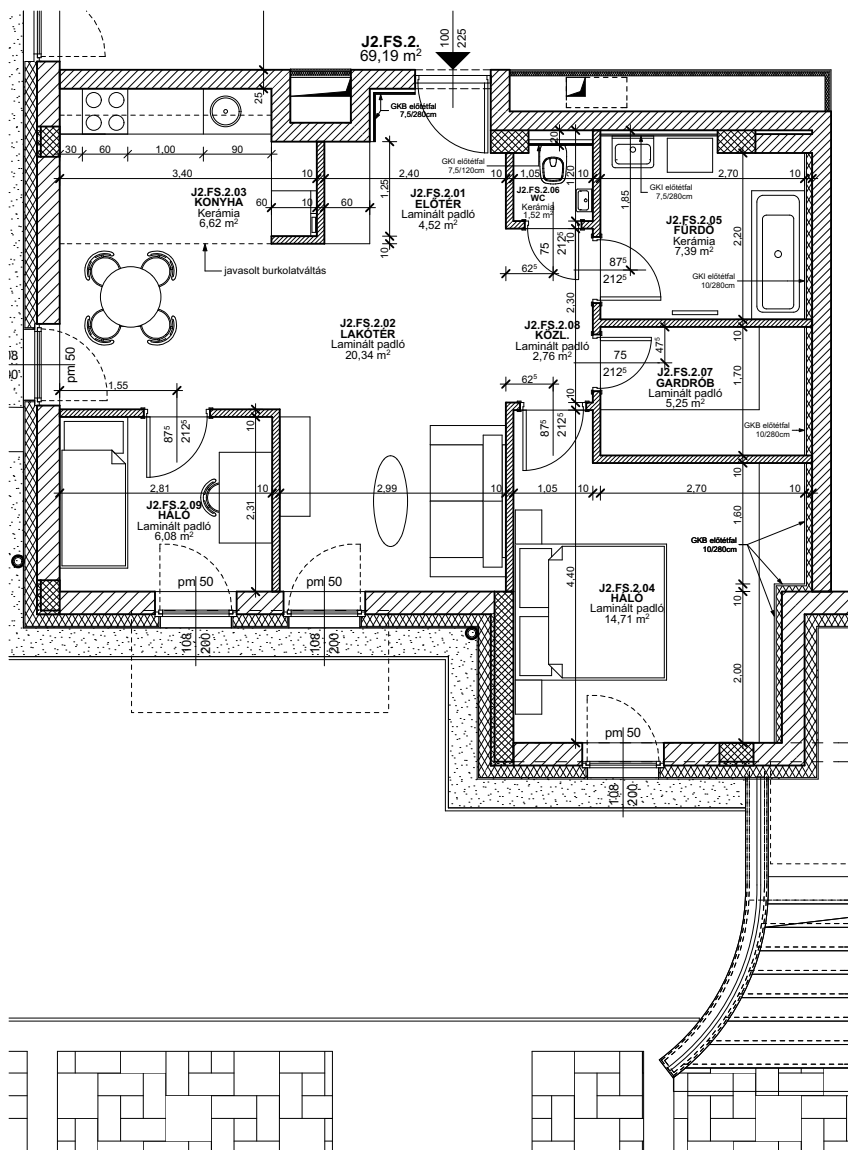 J2.FS.2.
69,19 m²
100
225
25
GKB előtétfal
7,5/280cm
30 60 1,00 90
3,40 10 2,40 10 1,05 10 2,70 10
GKI előtétfal
7,5/120cm
20
1,20
J2.FS.2.06
WC
Kerámia
1,52 m²
GKI előtétfal
7,5/280cm
J2.FS.2.03
KONYHA
Kerámia
6,62 m²
60 10 60
1,25
10
J2.FS.2.01
ELŐTÉR
Laminált padló
4,52 m²
1,85
J2.FS.2.05
FÜRDŐ
Kerámia
7,39 m²
2,20
10
75
212⁵
62⁵
87⁵
212⁵
GKI előtétfal
10/280cm
javasolt burkolatváltás
2,30
J2.FS.2.02
LAKÓTÉR
Laminált padló
20,34 m²
J2.FS.2.08
KÖZL.
Laminált padló
2,76 m²
10
47⁵
75
212⁵
J2.FS.2.07
GARDRÓB
Laminált padló
5,25 m²
1,70
pm 50
1,55
62⁵
10
GKB előtétfal
10/280cm
87⁵
212⁵
10
87⁵
212⁵
10
2,81 10 2,99 10 1,05 10 2,70 10
J2.FS.2.09
HÁLÓ
Laminált padló
6,08 m²
2,31
1,60
GKB előtétfal
10/280cm
pm 50
pm 50
4,40
J2.FS.2.04
HÁLÓ
Laminált padló
14,71 m²
10
108
200
108
200
2,00
pm 50
108
200